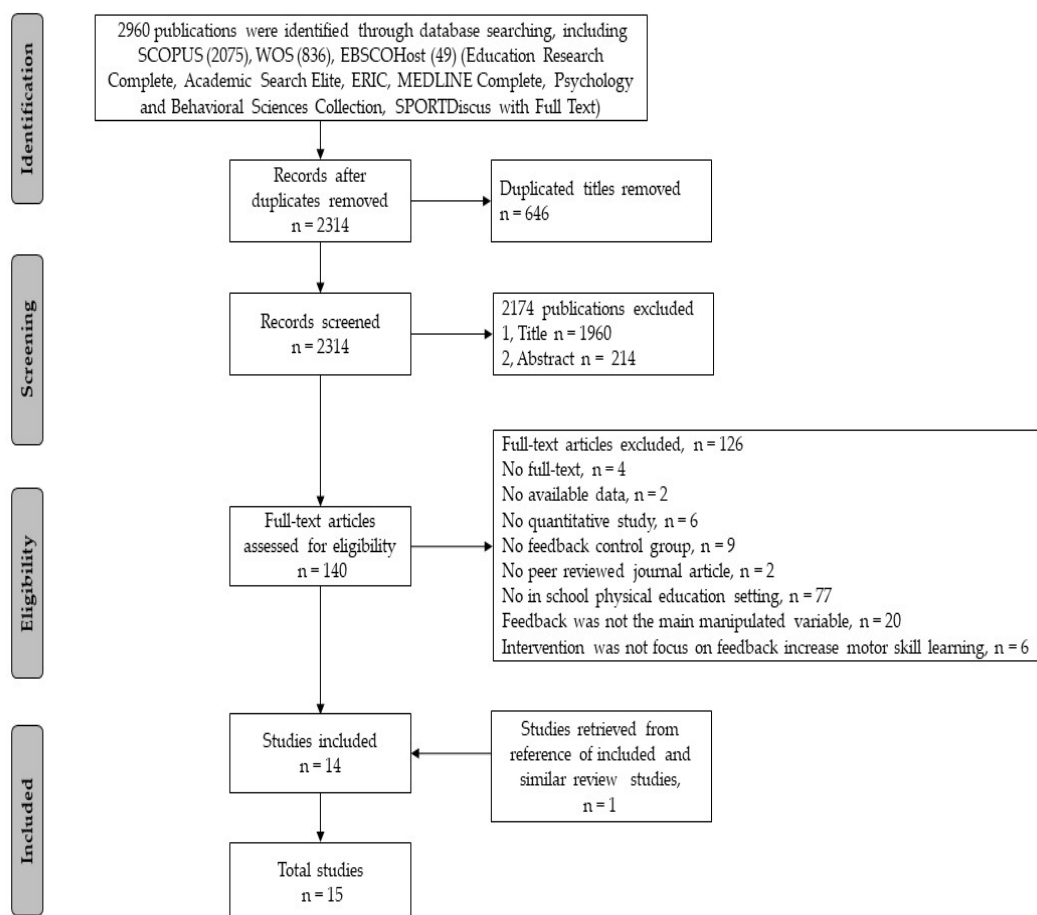 Identification
2960 publications were identified through database searching, including
SCOPUS (2075), WOS (836), EBSCOHost (49) (Education Research
Complete, Academic Search Elite, ERIC, MEDLINE Complete, Psychology
and Behavioral Sciences Collection, SPORTDiscus with Full Text)
Records after
duplicates removed
n = 2314
Duplicated titles removed
n = 646
Screening
Records screened
n = 2314
2174 publications excluded
1, Title n = 1960
2, Abstract n = 214
Eligibility
Full-text articles
assessed for eligibility
n = 140
Full-text articles excluded, n = 126
No full-text, n = 4
No available data, n = 2
No quantitative study, n = 6
No feedback control group, n = 9
No peer reviewed journal article, n = 2
No in school physical education setting, n = 77
Feedback was not the main manipulated variable, n = 20
Intervention was not focus on feedback increase motor skill learning, n = 6
Included
Studies included
n = 14
Studies retrieved from
reference of included and
similar review studies,
n = 1
Total studies
n = 15